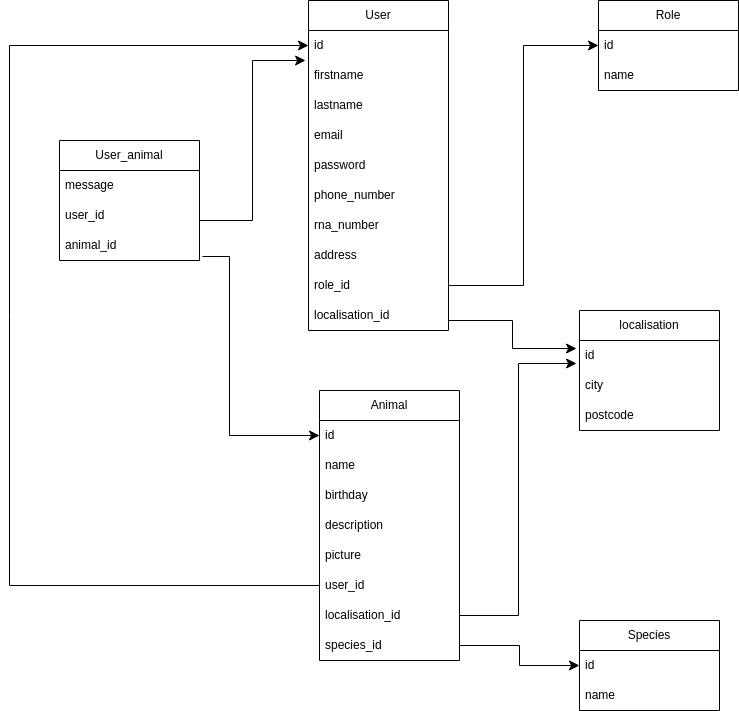 User
id
firstname
lastname
email
password
phone_number
rna_number
address
role_id
localisation_id
Role
id
name
User_animal
message
user_id
animal_id
localisation
id
city
postcode
Animal
id
name
birthday
description
picture
user_id
localisation_id
species_id
Species
id
name